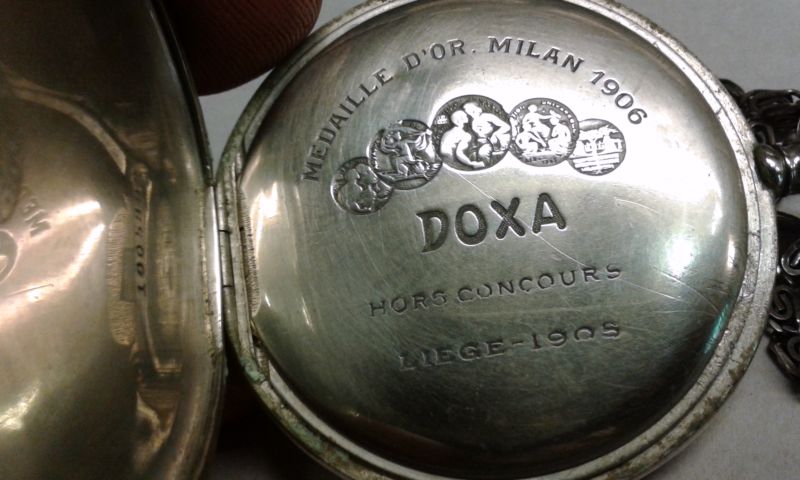 MEDAILLE D'OR. MILAN 1906
DOXA
HORS CONCOURS
LIEGE-1905